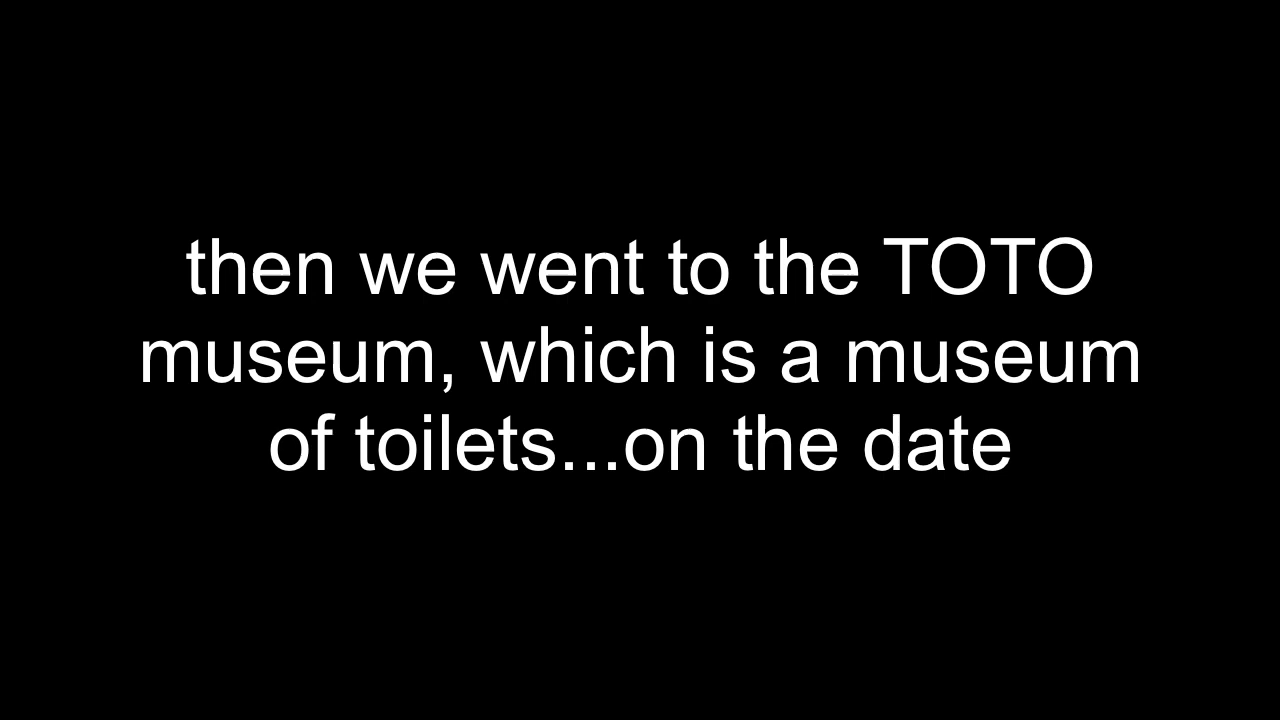 then we went to the TOTO
museum, which is a museum
of toilets...on the date